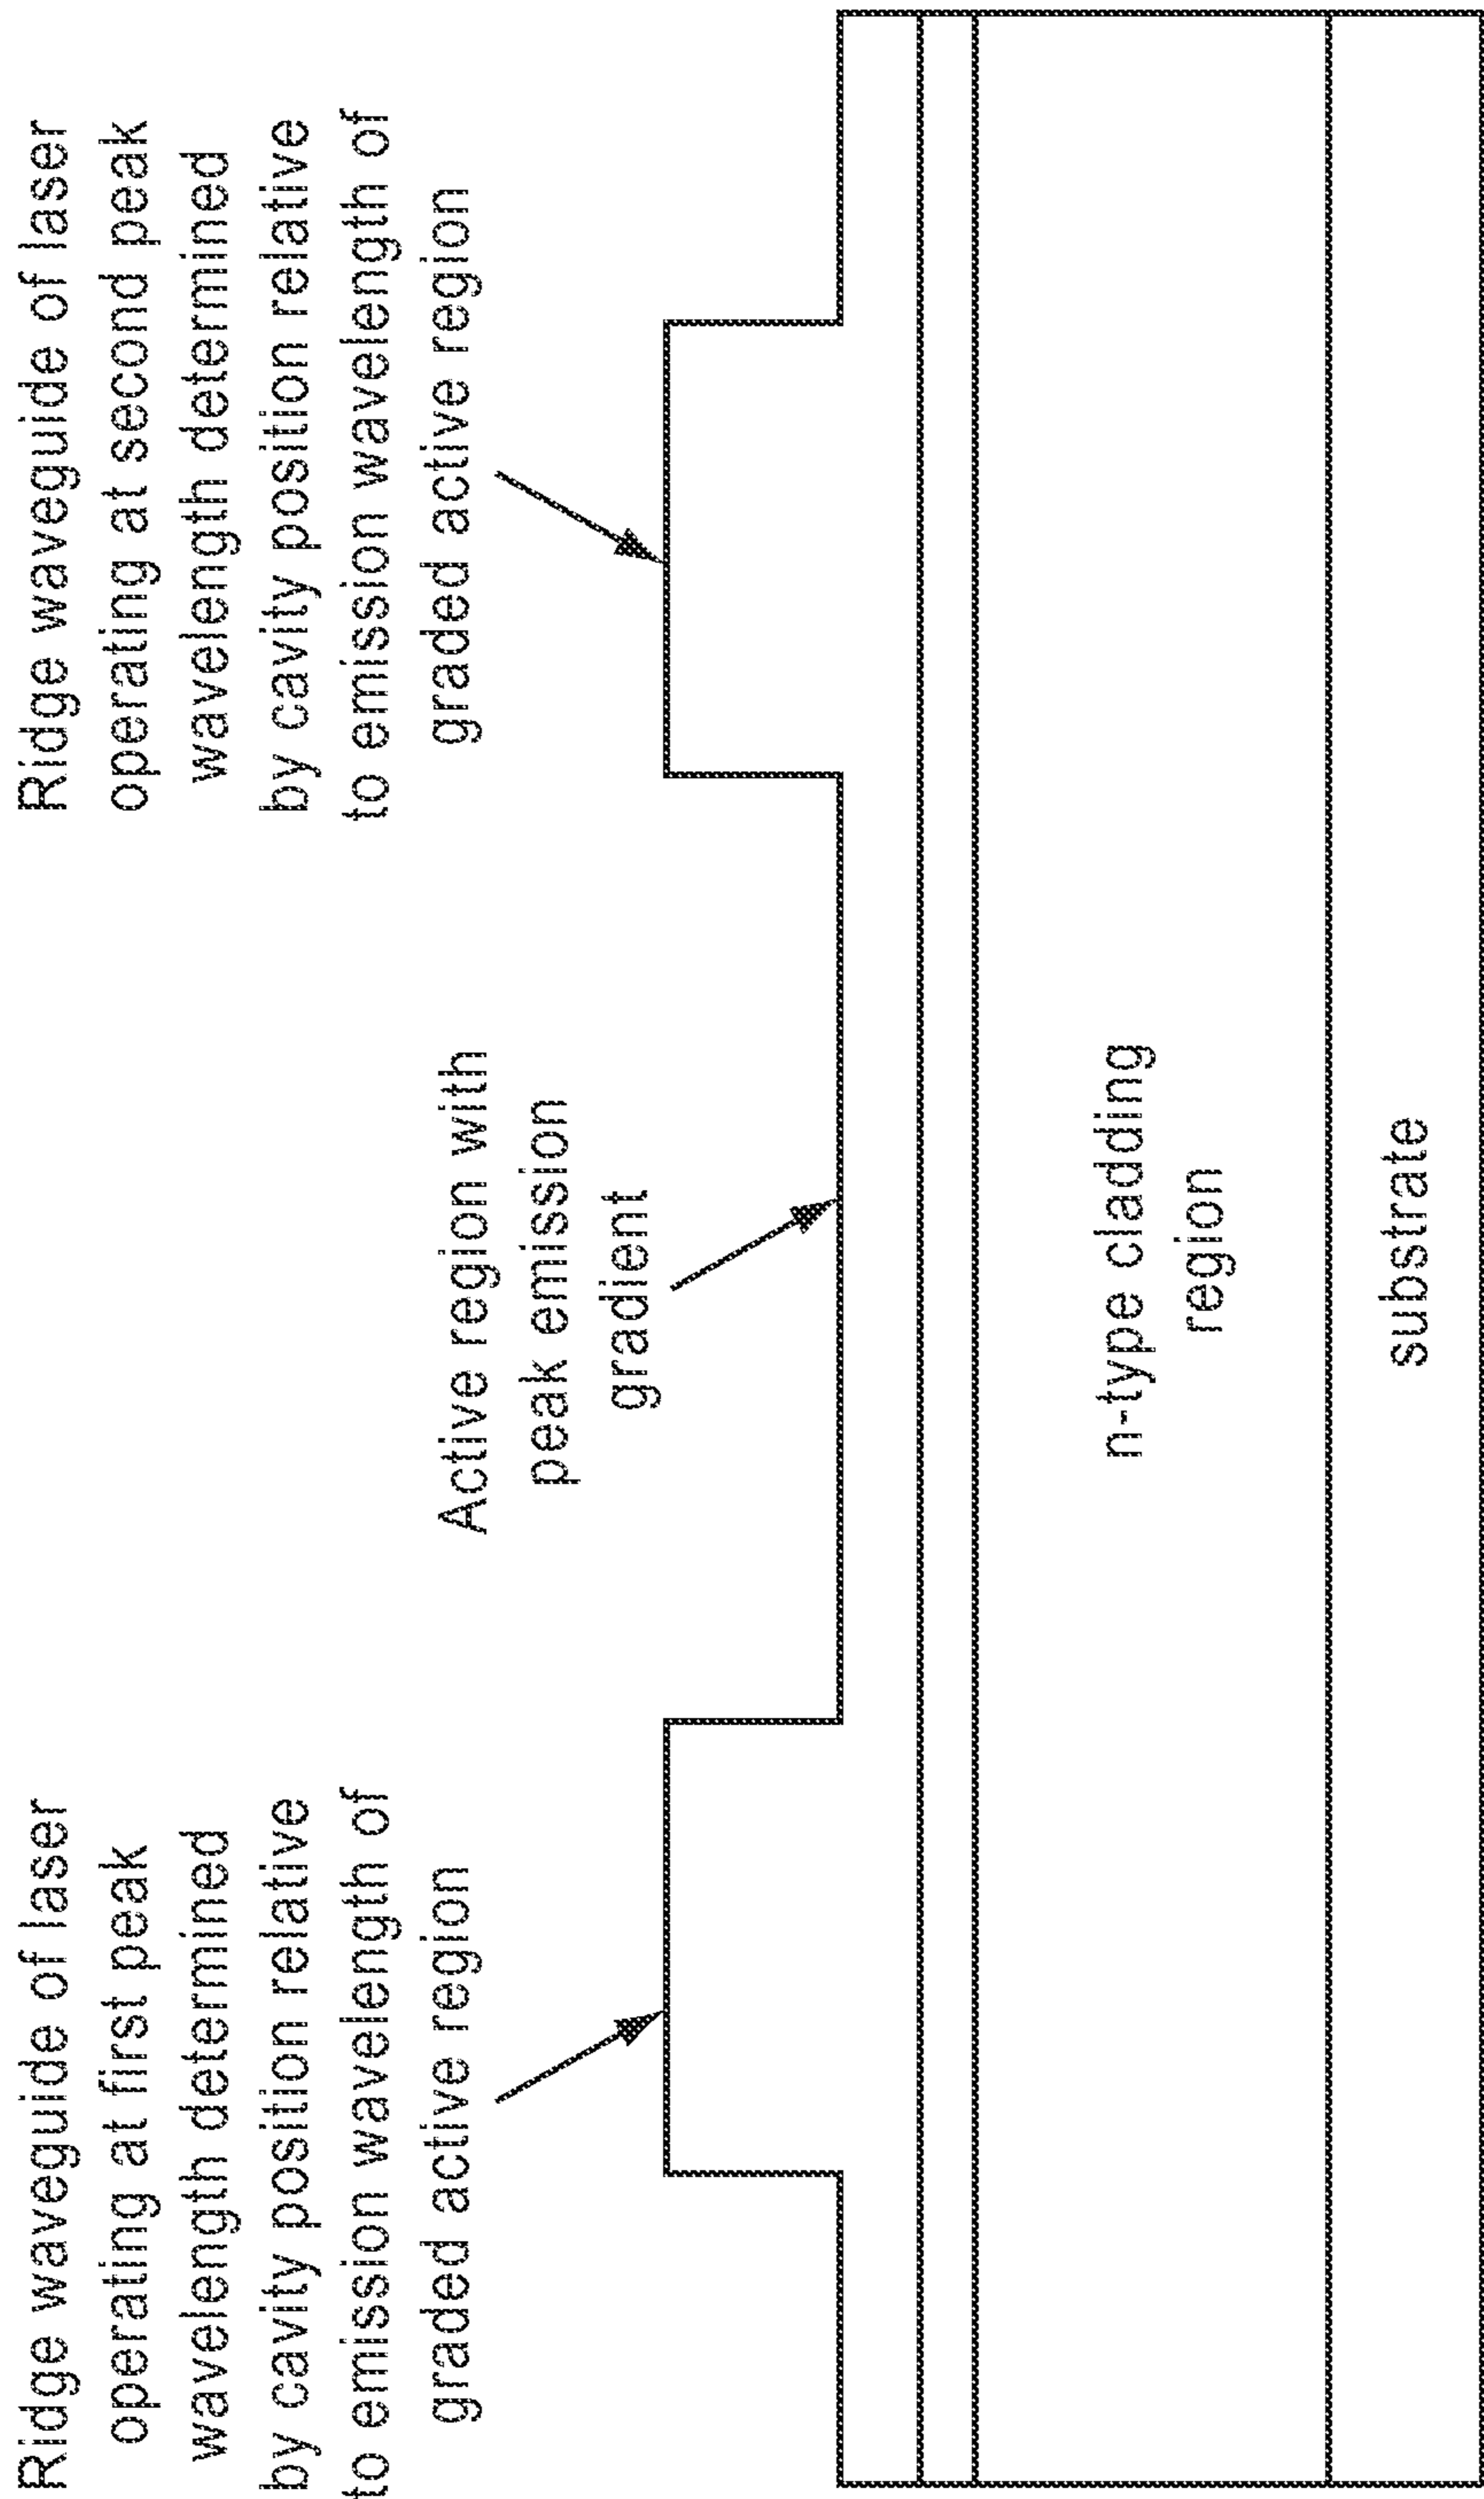 Ridge waveguide of laser
operating at first peak
wavelength determined
by cavity position relative
to emission wavelength of
graded active region
Active region with
peak emission
gradient
Ridge waveguide of laser
operating at second peak
wavelength determined
by cavity position relative
to emission wavelength of
graded active region
n-type cladding
region
substrate